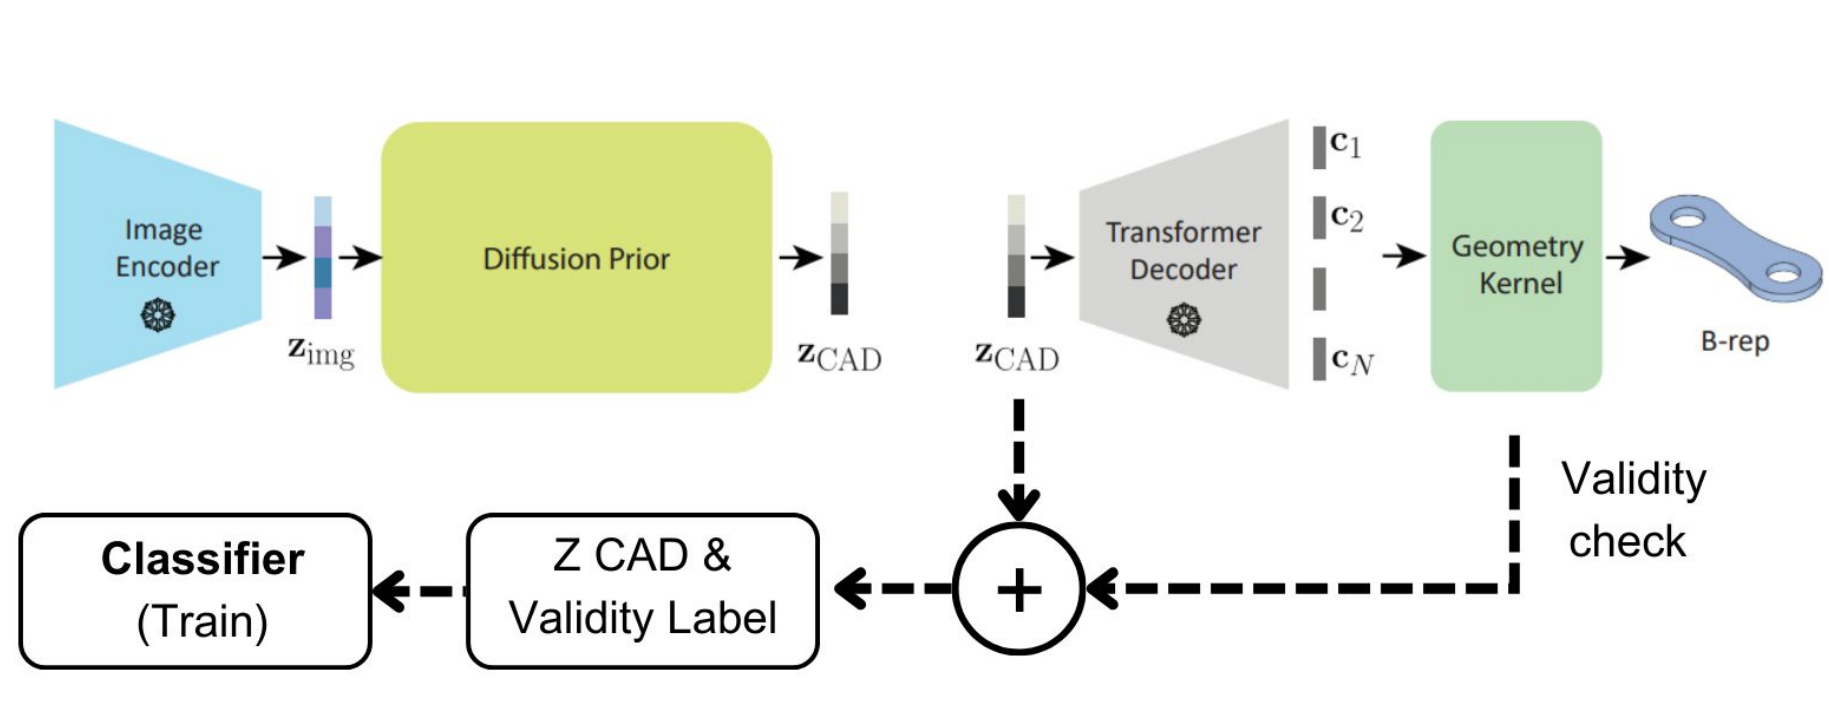 Image
Encoder
z_img
Diffusion Prior
z_CAD
z_CAD
Transformer
Decoder
c_1
c_2
c_N
Geometry
Kernel
B-rep
Validity
check
+
Z CAD &
Validity Label
Classifier
(Train)